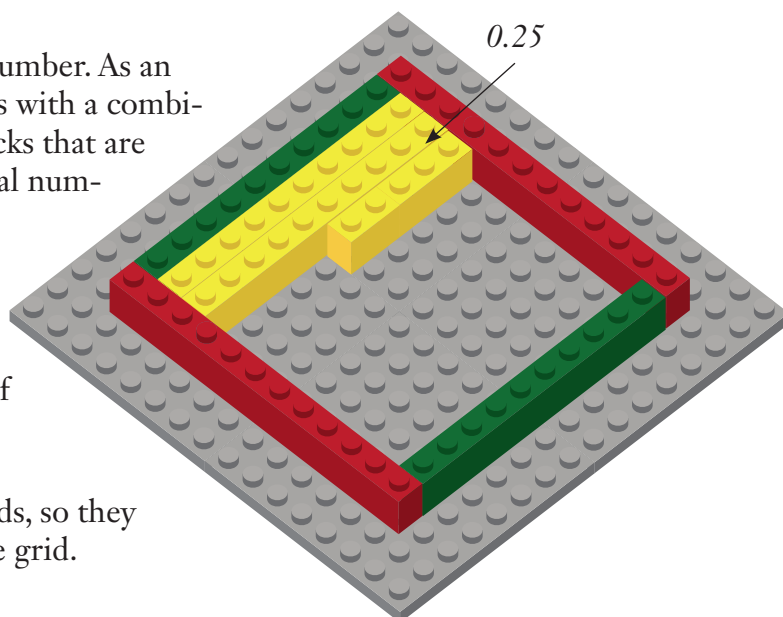 0.25
umber. As an
s with a combi-
cks that are
al num-
f
ds, so they
e grid.